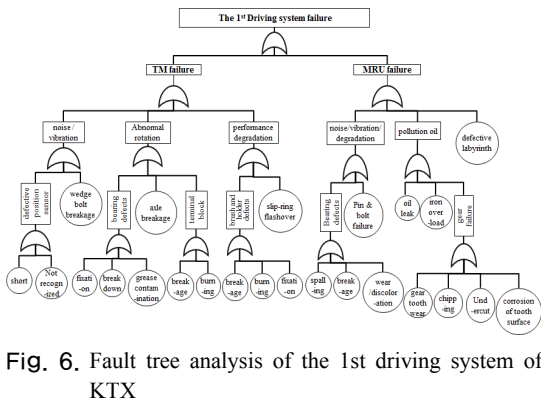 The 1st Driving system failure
TM failure
MRU failure
noise /
vibration
Abnormal
rotation
performance
degradation
noise/vibration/
degradation
pollution oil
defective
labyrinth
defective
position
sensor
wedge
bolt
breakage
bearing
defects
axle
breakage
terminal
block
brush and
holder
defects
slip-ring
flashover
Bearing
defects
Pin &
bolt
failure
oil
leak
iron
over-
load
gear
failure
short
Not
recogn
-ized
fixati
-on
break
down
grease
contam
-ination
break
-age
burn
-ing
break
-age
burn
-ing
fixati
-on
spall
-ing
break
-age
wear
/discolor
-ation
gear
tooth
wear
chipp
-ing
Und
-ercut
corrosion
of tooth
surface
Fig. 6. Fault tree analysis of the 1st driving system of
KTX